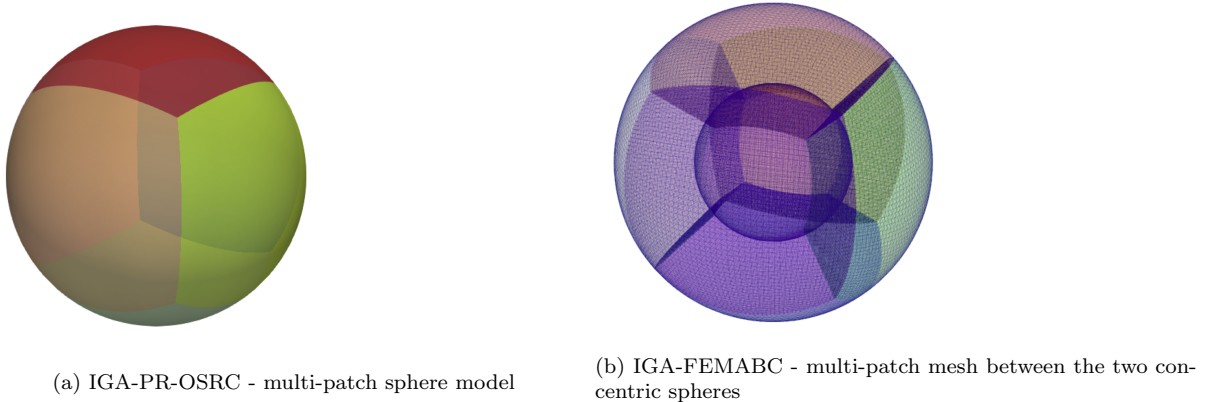 (a) IGA-PR-OSRC - multi-patch sphere model
(b) IGA-FEMABC - multi-patch mesh between the two con-
centric spheres